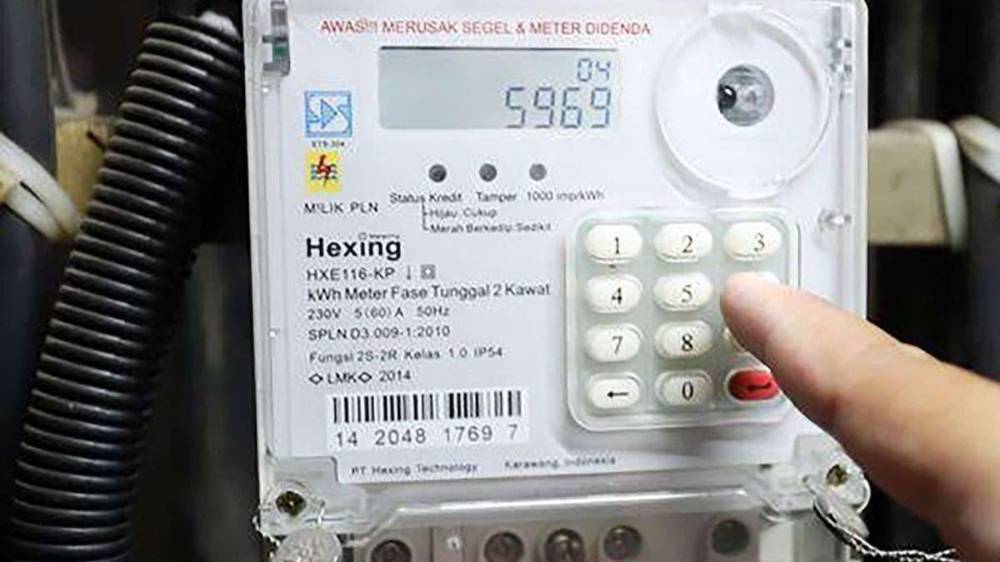 AWAS!!! MERUSAK SEGEL & METER DIDENDA
04
5969
MILIK PLN
Status Kredit Tamper 1000 imp/kWh
Hijau: Cukup
Merah Berkedip: Sedikit
Hexing
HXE116-KP
kWh Meter Fase Tunggal 2 Kawat
230V 5(60) A 50Hz
SPLN D3.009-1:2010
Fungsi 2S-2R Kelas 1.0 IP54
LMK 2014
14 2048 1769 7
PT. Hexing Technology Karawang, Indonesia
1 2 3
4 5
7 8
← 0